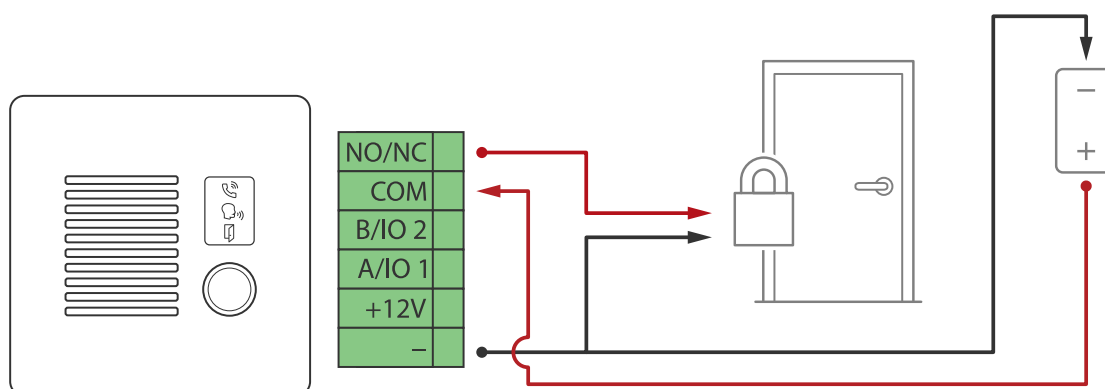 NO/NC
COM
B/IO 2
A/IO 1
+12V
–
–
+